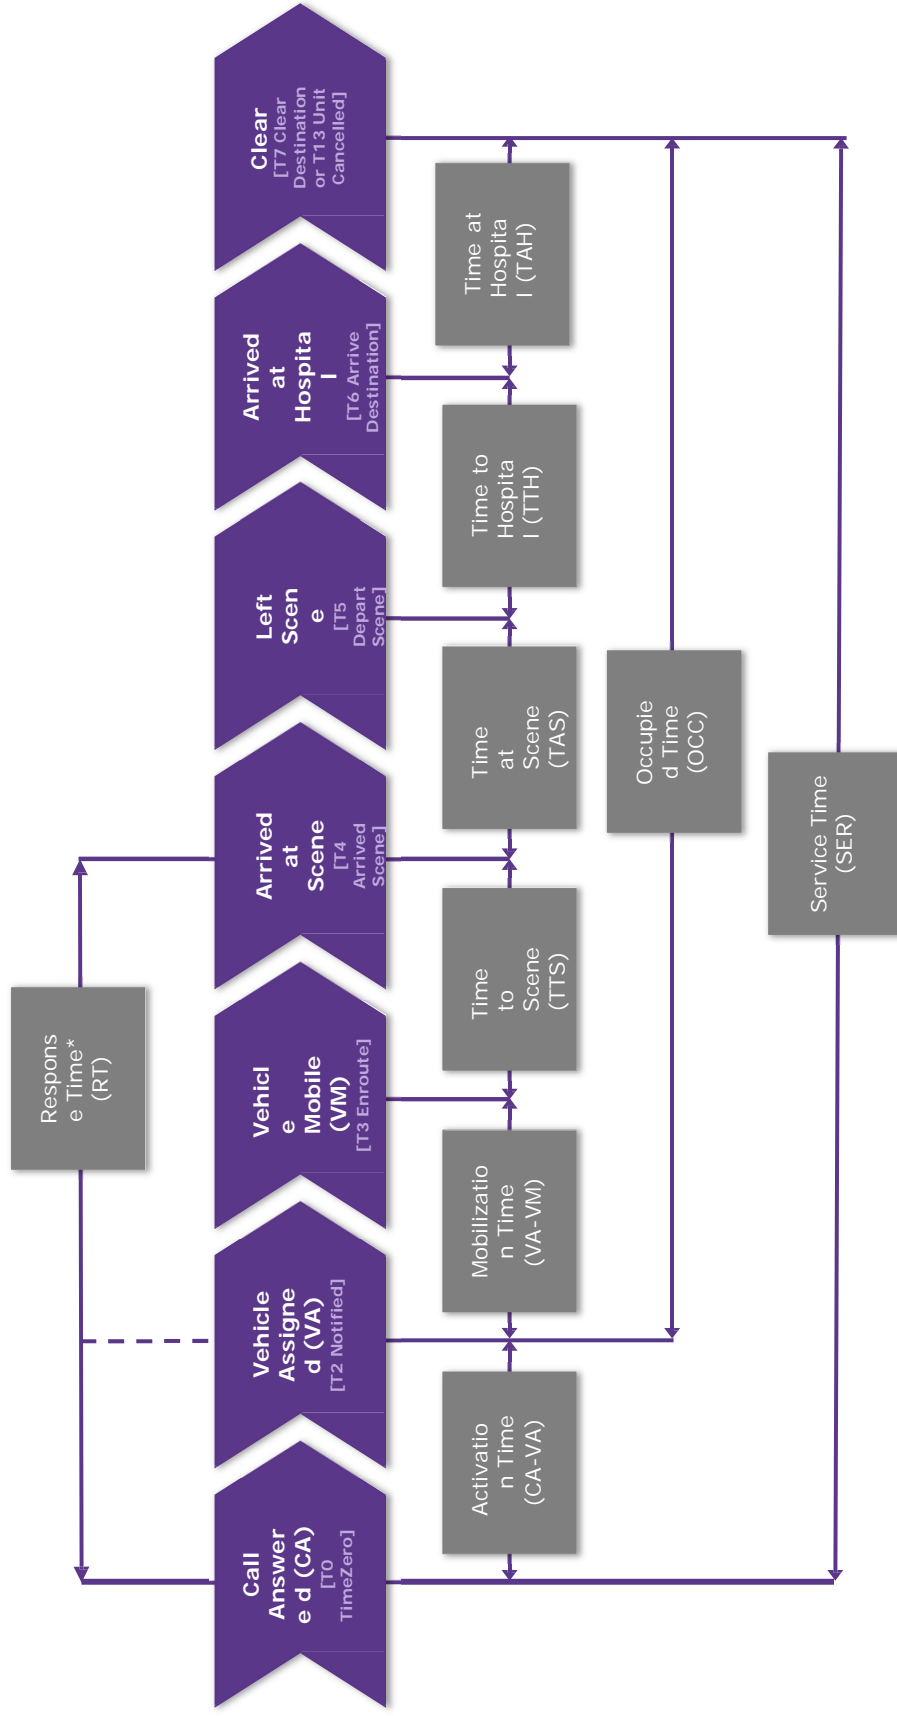 Respons
e Time*
(RT)
Call
Answer
e d (CA)
[T0
TimeZero]
Vehicle
Assigne
d (VA)
[T2 Notified]
Vehicl
e
Mobile
(VM)
[T3 Enroute]
Arrived
at
Scene
[T4
Arrived
Scene]
Left
Scen
e
[T5
Depart
Scene]
Arrived
at
Hospita
l
[T6 Arrive
Destination]
Clear
[T7 Clear
Destination
or T13 Unit
Cancelled]
Activatio
n Time
(CA-VA)
Mobilizatio
n Time
(VA-VM)
Time
to
Scene
(TTS)
Time
at
Scene
(TAS)
Time to
Hospita
l (TTH)
Time at
Hospita
l (TAH)
Occupie
d Time
(OCC)
Service Time
(SER)